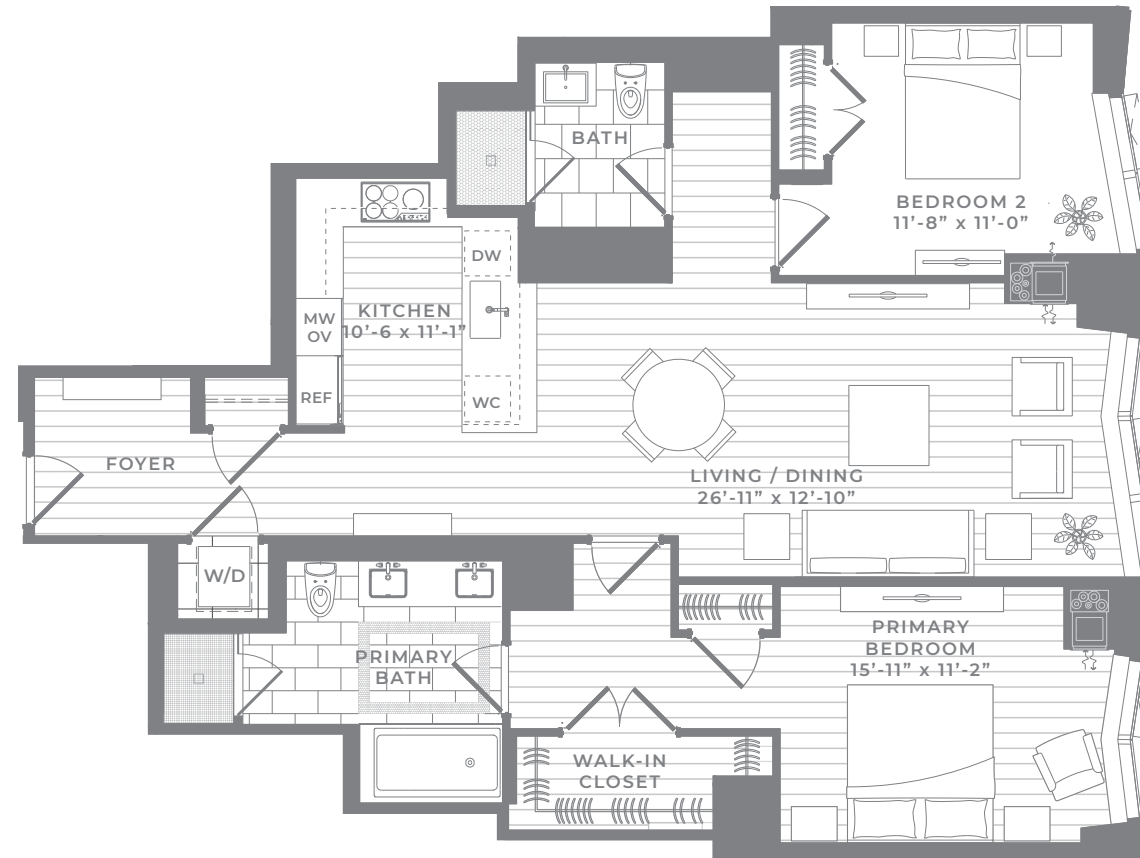 BATH
BEDROOM 2
11’-8” x 11’-0”
DW
KITCHEN
10’-6 x 11’-1”
MW
OV
REF
WC
FOYER
LIVING / DINING
26’-11” x 12’-10”
W/D
PRIMARY
BATH
PRIMARY
BEDROOM
15’-11” x 11’-2”
WALK-IN
CLOSET